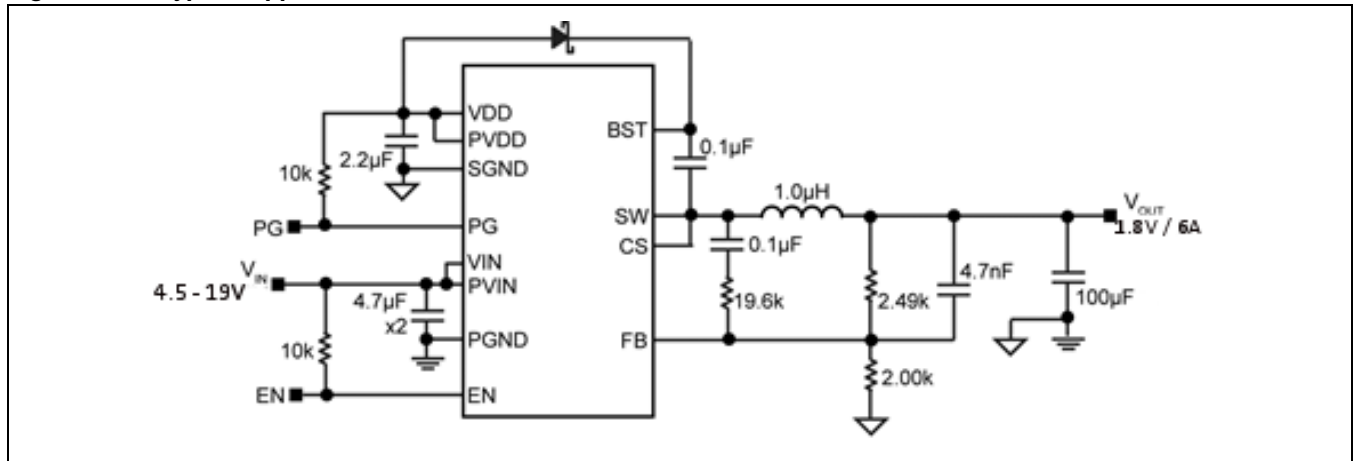 VDD
PVDD
2.2µF
SGND
10k
PG
PG
BST
0.1µF
1.0µH
SW
CS
0.1µF
19.6k
2.49k
4.7nF
100µF
VOUT
1.8V / 6A
VIN
4.5 - 19V
VIN
PVIN
4.7µF
x2
PGND
10k
EN
EN
FB
2.00k